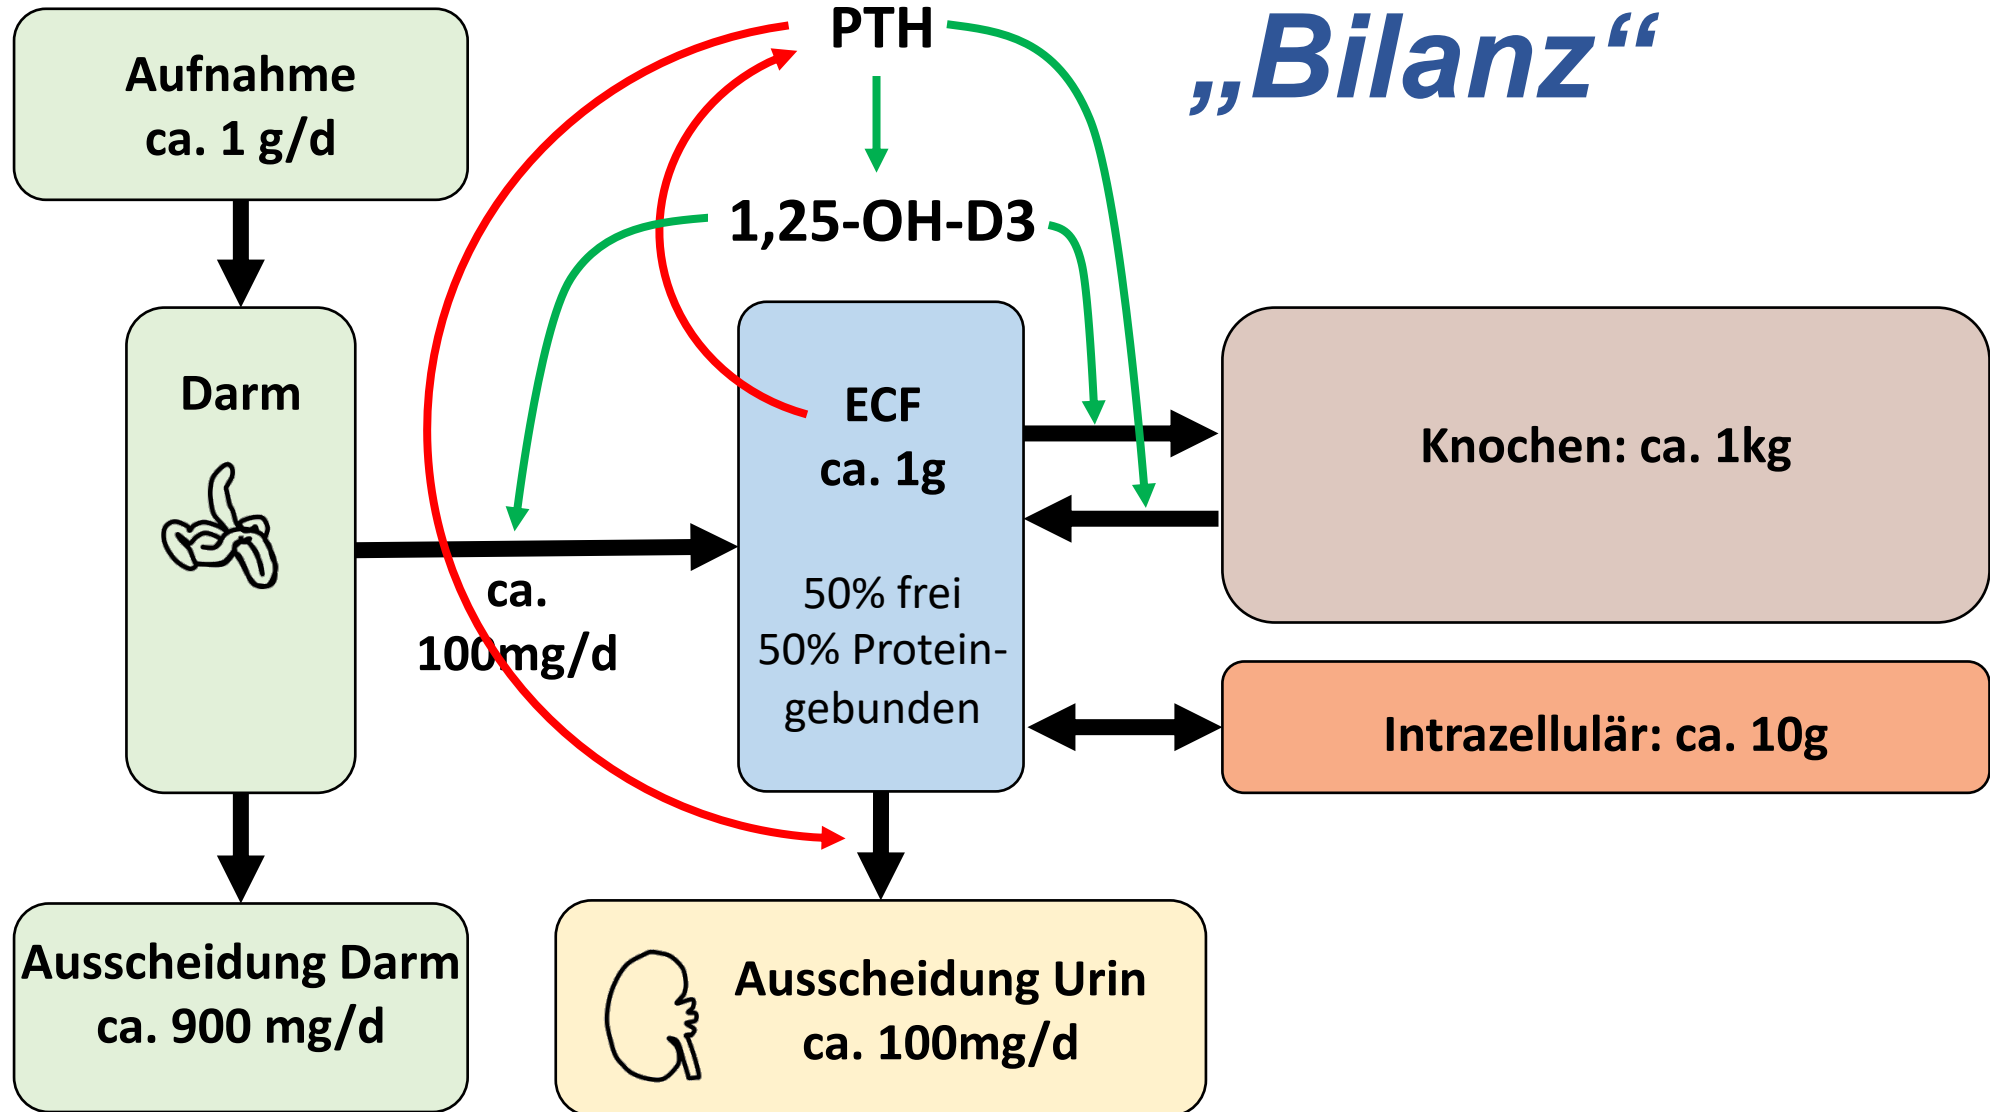 „Bilanz“
PTH
1,25-OH-D3
Aufnahme
ca. 1 g/d
Darm
ca.
100mg/d
ECF
ca. 1g
50% frei
50% Protein-
gebunden
Knochen: ca. 1kg
Intrazellulär: ca. 10g
Ausscheidung Darm
ca. 900 mg/d
Ausscheidung Urin
ca. 100mg/d